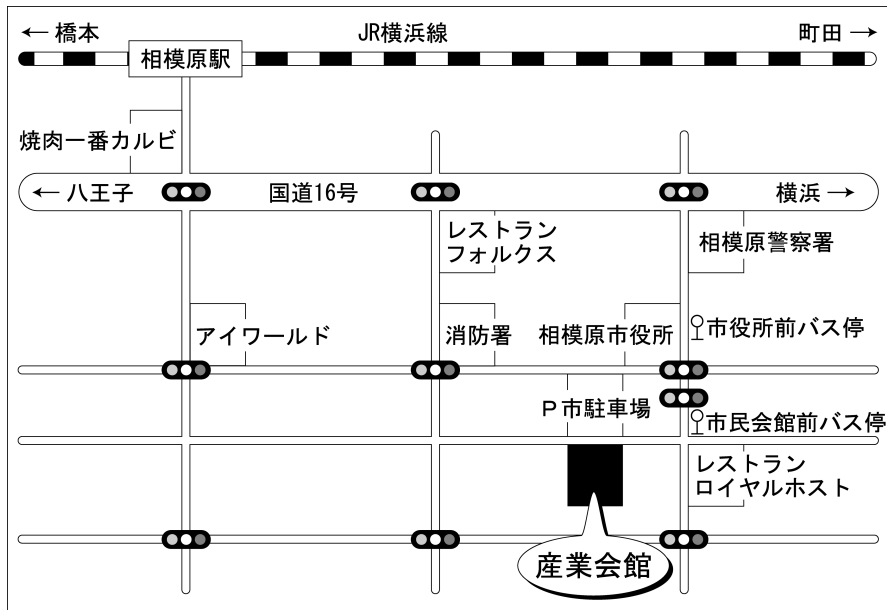 ← 橋本
JR横浜線
町田 →
相模原駅
焼肉一番カルビ
← 八王子
国道16号
横浜 →
レストラン
フォルクス
相模原警察署
アイワールド
消防署
相模原市役所
市役所前バス停
P市駐車場
市民会館前バス停
レストラン
ロイヤルホスト
産業会館